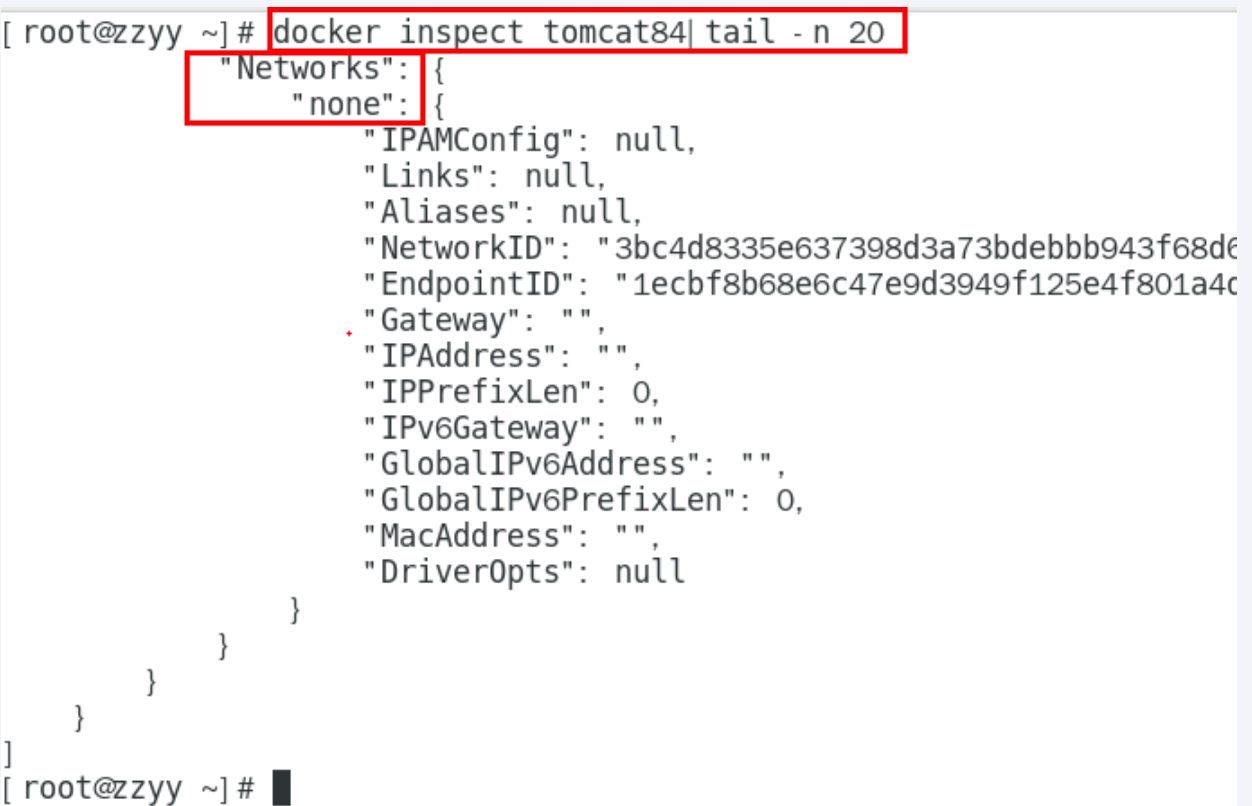 [root@zzyy ~]# docker inspect tomcat84| tail -n 20
            "Networks": {
                "none": {
                    "IPAMConfig": null,
                    "Links": null,
                    "Aliases": null,
                    "NetworkID": "3bc4d8335e637398d3a73bdebbb943f68d6
                    "EndpointID": "1ecbf8b68e6c47e9d3949f125e4f801a4d
                    "Gateway": "",
                    "IPAddress": "",
                    "IPPrefixLen": 0,
                    "IPv6Gateway": "",
                    "GlobalIPv6Address": "",
                    "GlobalIPv6PrefixLen": 0,
                    "MacAddress": "",
                    "DriverOpts": null
                }
            }
        }
    }
]
[root@zzyy ~]#